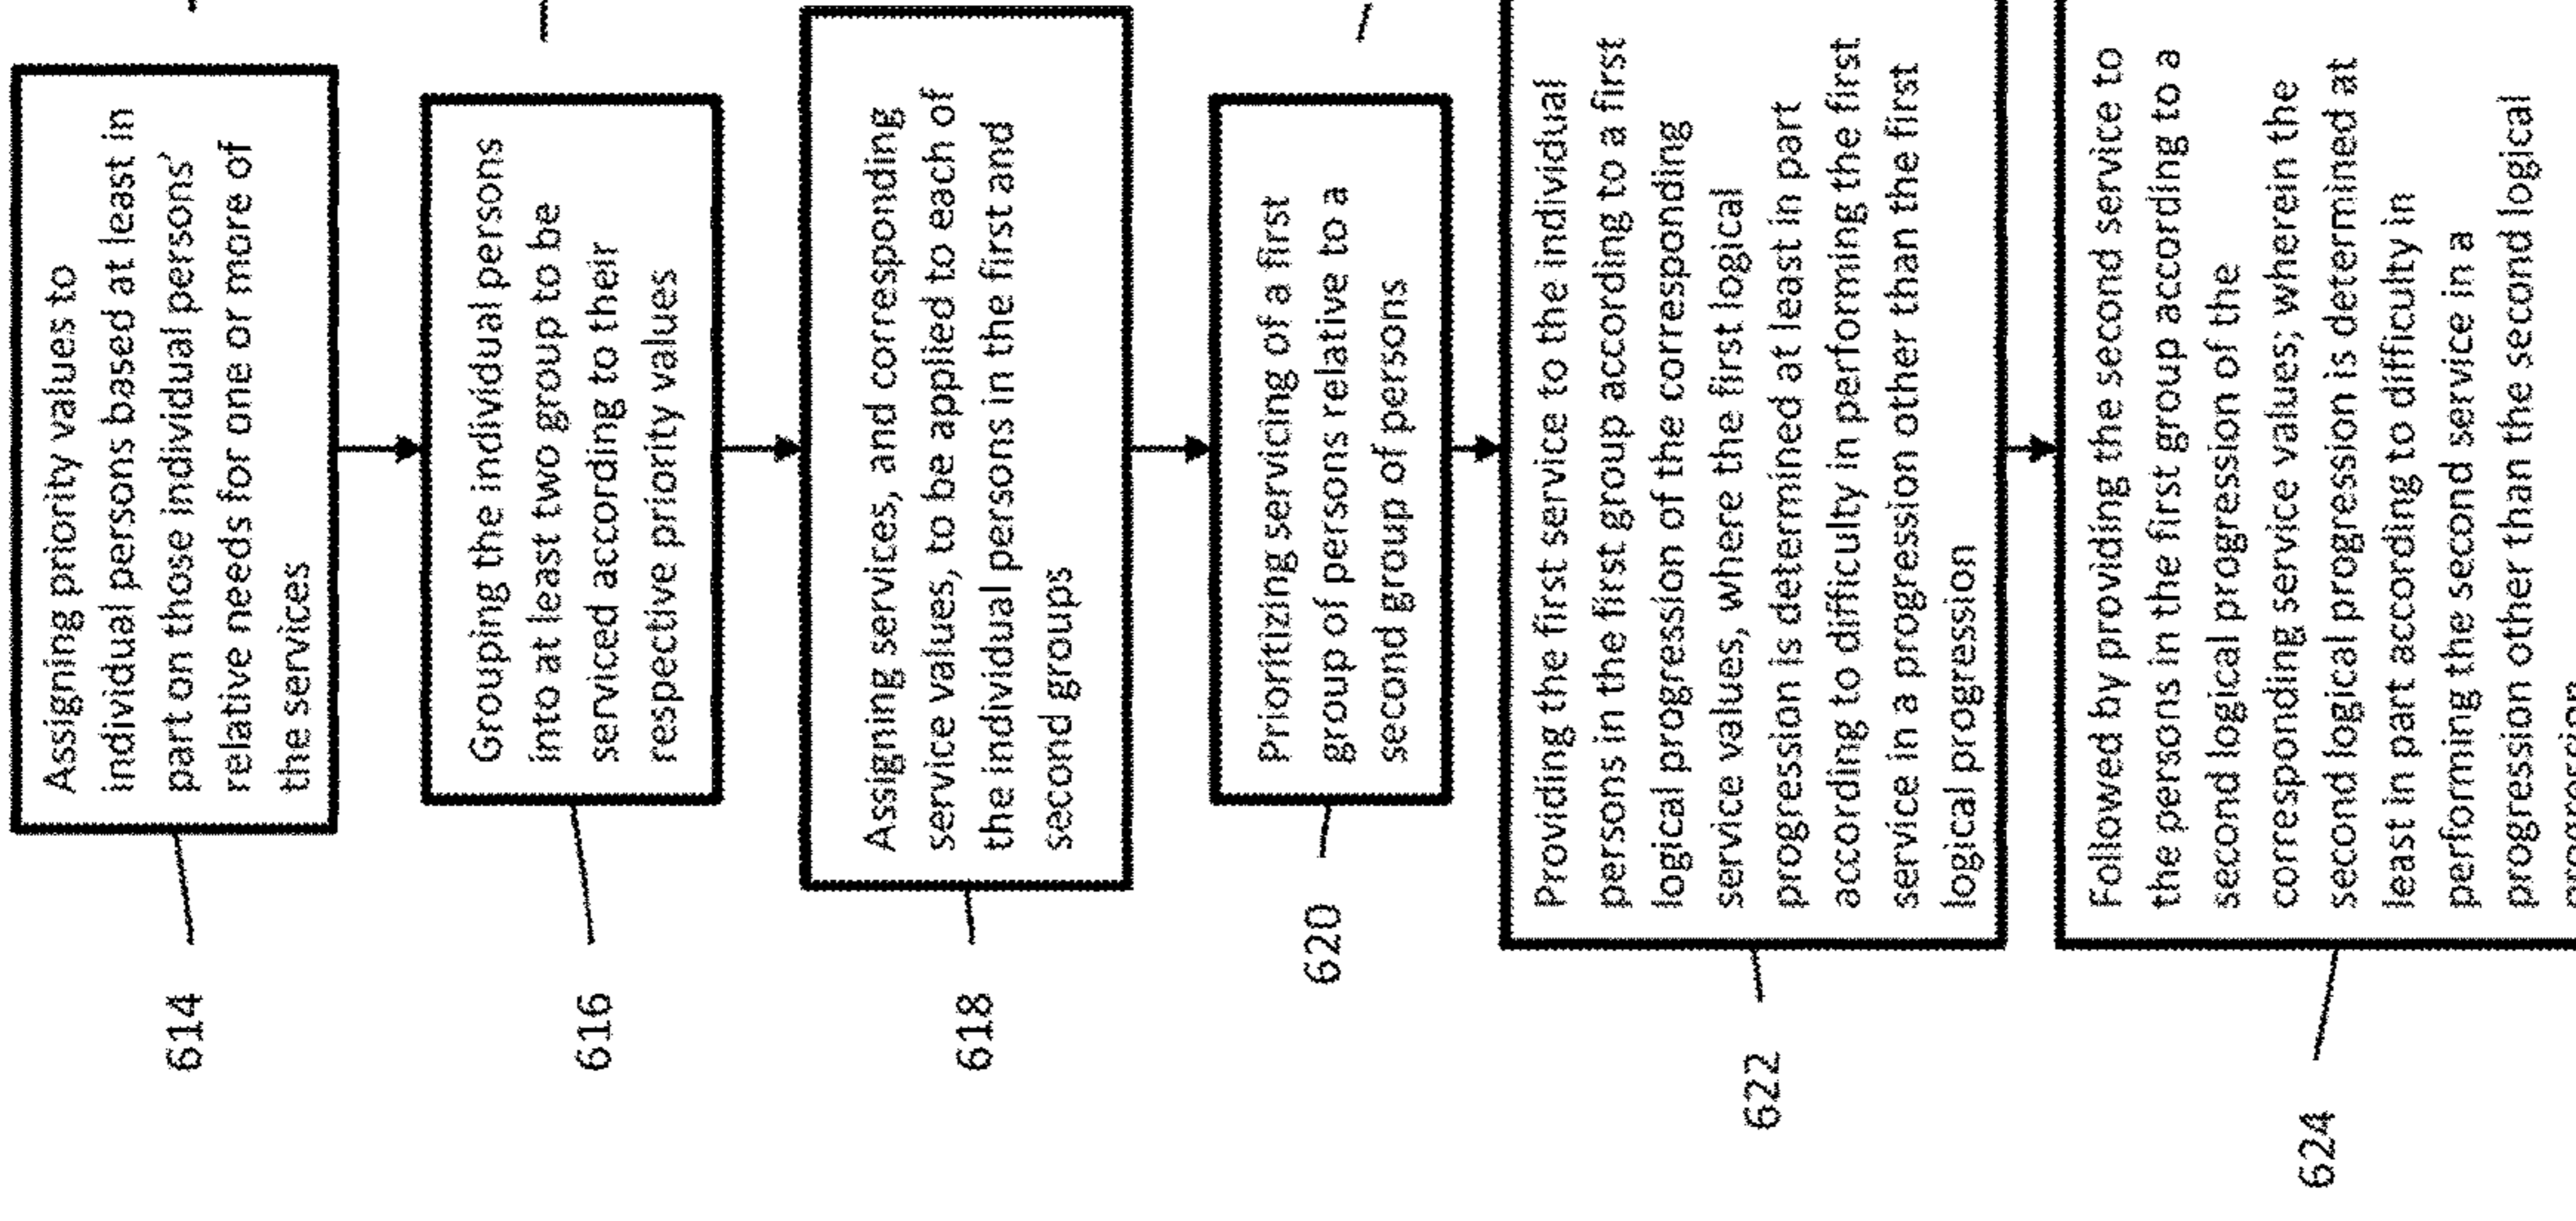 614
Assigning priority values to
individual persons based at least in
part on those individual persons'
relative needs for one or more of
the services
616
Grouping the individual persons
into at least two group to be
serviced according to their
respective priority values
618
Assigning services, and corresponding
service values, to be applied to each of
the individual persons in the first and
second groups
620
Prioritizing servicing of a first
group of persons relative to a
second group of persons
622
Providing the first service to the individual
persons in the first group according to a first
logical progression of the corresponding
service values, where the first logical
progression is determined at least in part
according to difficulty in performing the first
service in a progression other than the first
logical progression
624
Followed by providing the second service to
the persons in the first group according to a
second logical progression of the
corresponding service values; wherein the
second logical progression is determined at
least in part according to difficulty in
performing the second service in a
progression other than the second logical